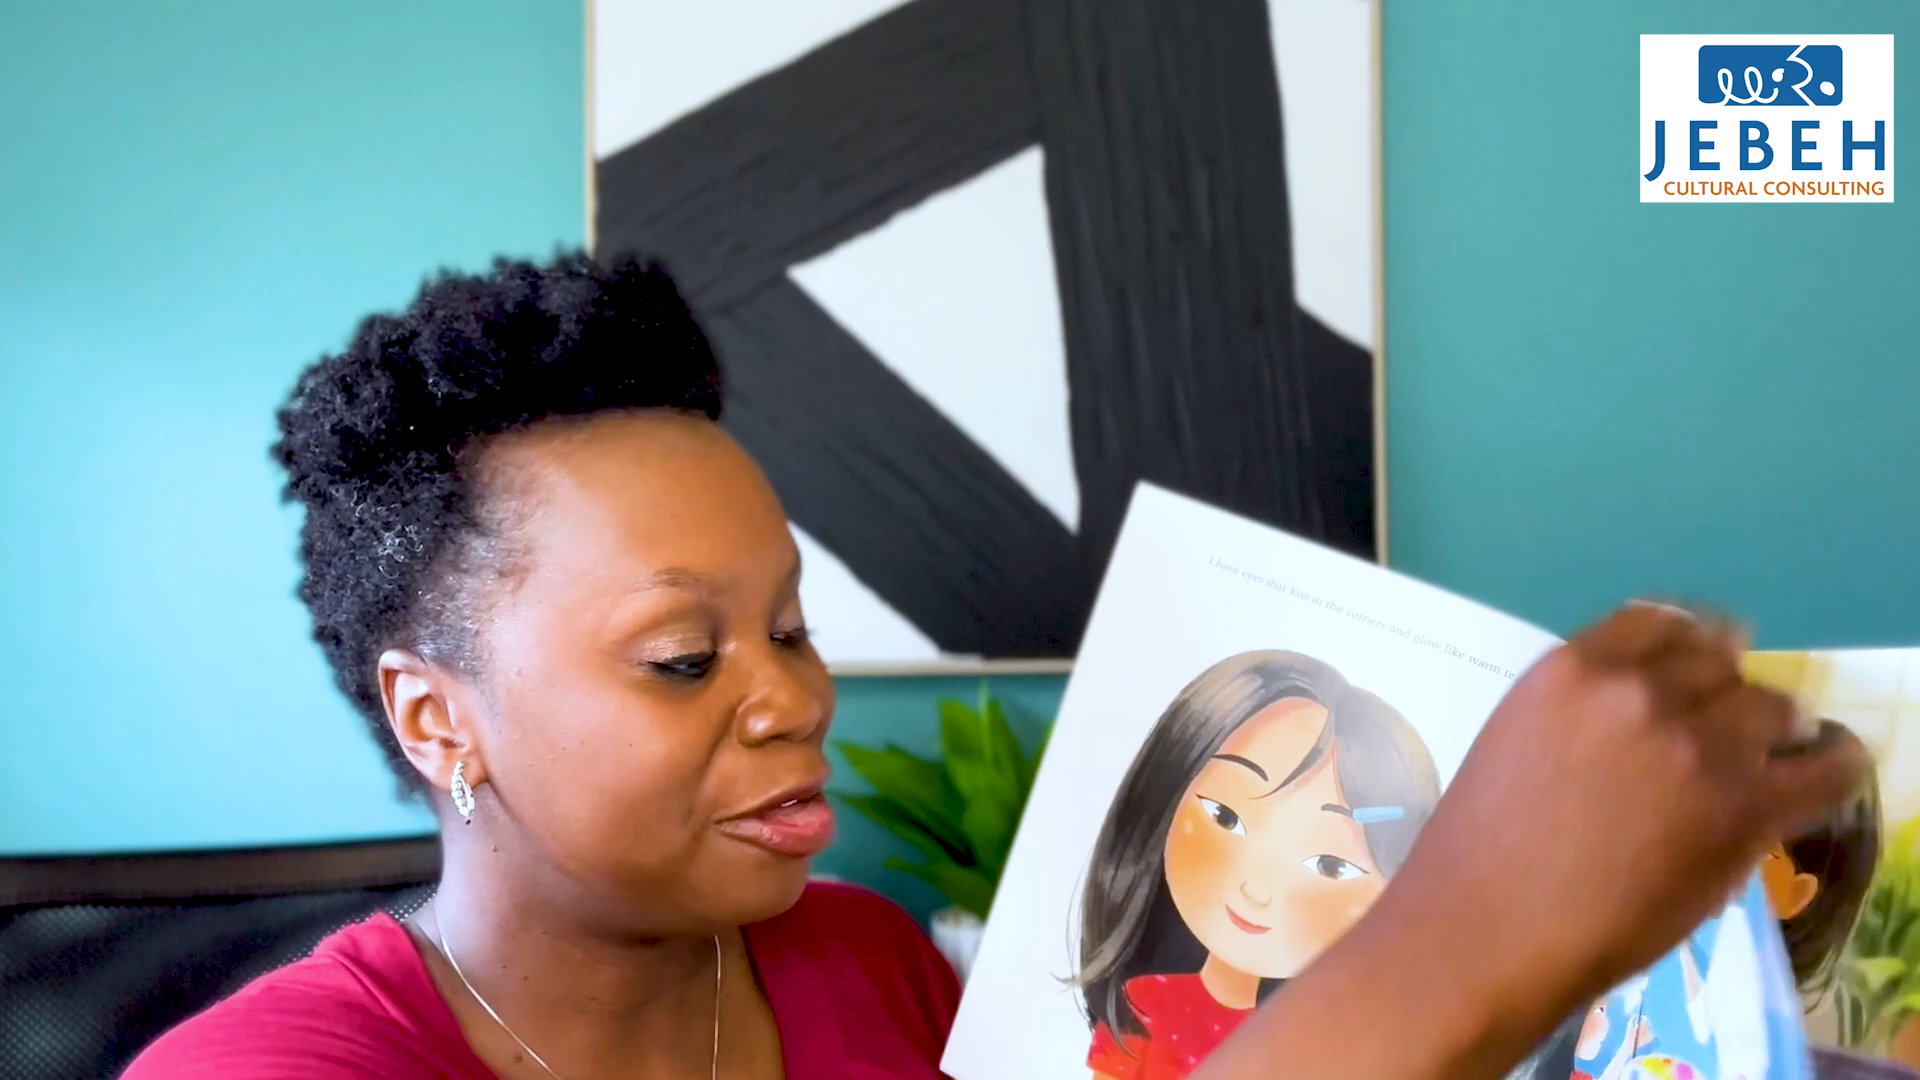 JEBEH
CULTURAL CONSULTING
I have eyes that kiss in the corners and glow like warm